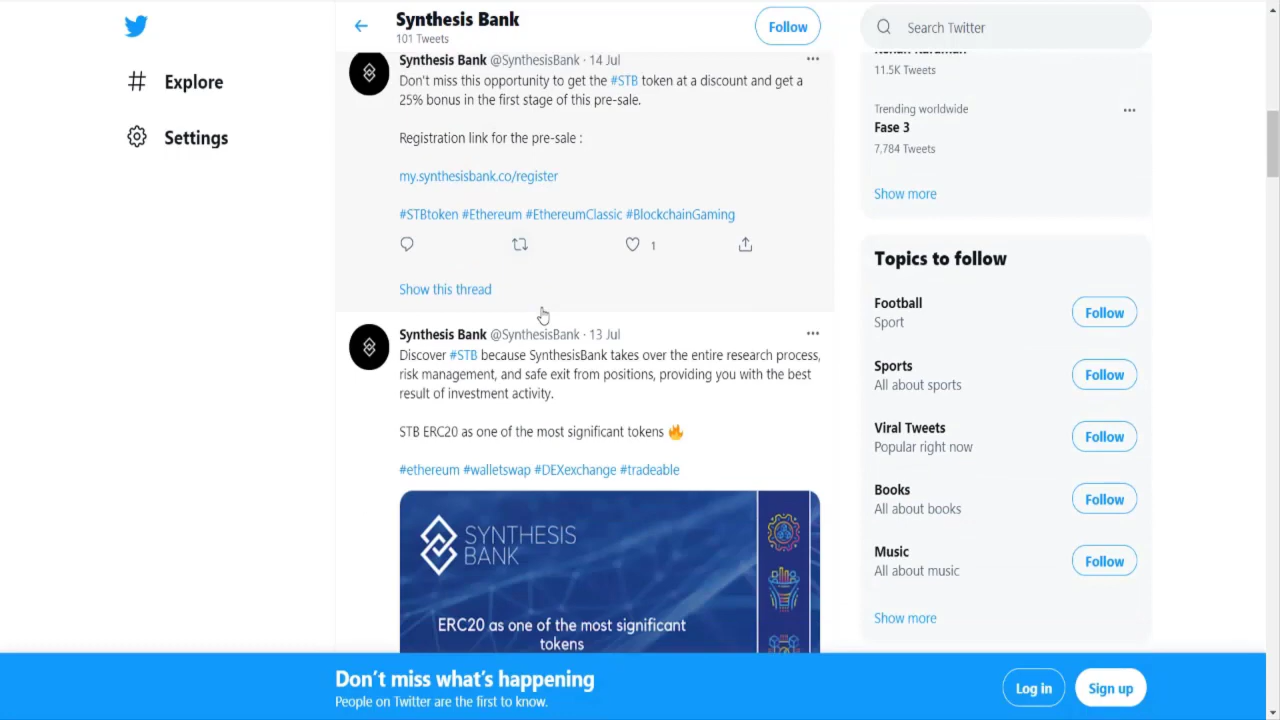 Synthesis Bank
101 Tweets
Follow
Search Twitter
Explore
Settings
Synthesis Bank @SynthesisBank · 14 Jul
Don't miss this opportunity to get the #STB token at a discount and get a
25% bonus in the first stage of this pre-sale.
Registration link for the pre-sale :
my.synthesisbank.co/register
#STBtoken #Ethereum #EthereumClassic #BlockchainGaming
1
Show this thread
Synthesis Bank @SynthesisBank · 13 Jul
Discover #STB because SynthesisBank takes over the entire research process,
risk management, and safe exit from positions, providing you with the best
result of investment activity.
STB ERC20 as one of the most significant tokens 🔥
#ethereum #walletswap #DEXexchange #tradeable
SYNTHESIS
BANK
ERC20 as one of the most significant
tokens
11.5K Tweets
Trending worldwide
Fase 3
7,784 Tweets
Show more
Topics to follow
Football
Sport
Follow
Sports
All about sports
Follow
Viral Tweets
Popular right now
Follow
Books
All about books
Follow
Music
All about music
Follow
Show more
Don't miss what's happening
People on Twitter are the first to know.
Log in
Sign up